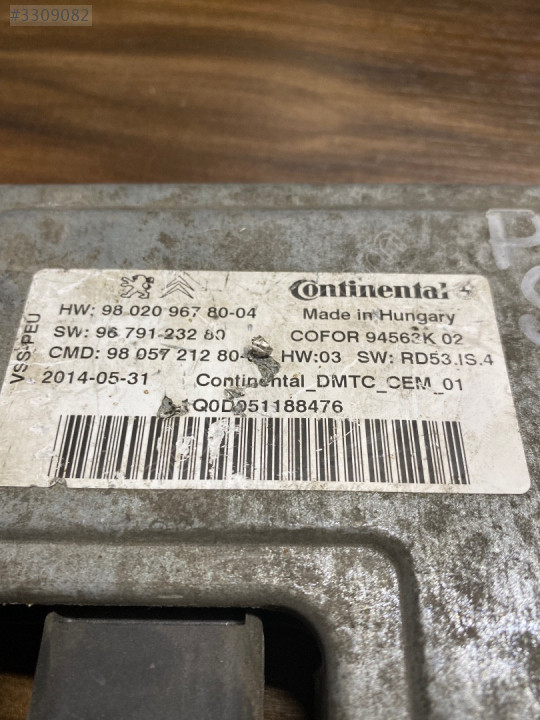 #3309082
Continental
HW: 98 020 967 80-04
Made in Hungary
SW: 96 791 232 80
COFOR 94563K 02
CMD: 98 057 212 80-
HW:03 SW: RD53.IS.4
VSS-PEU
2014-05-31
Continental_DMTC_CEM_01
1Q0D051188476
P
S